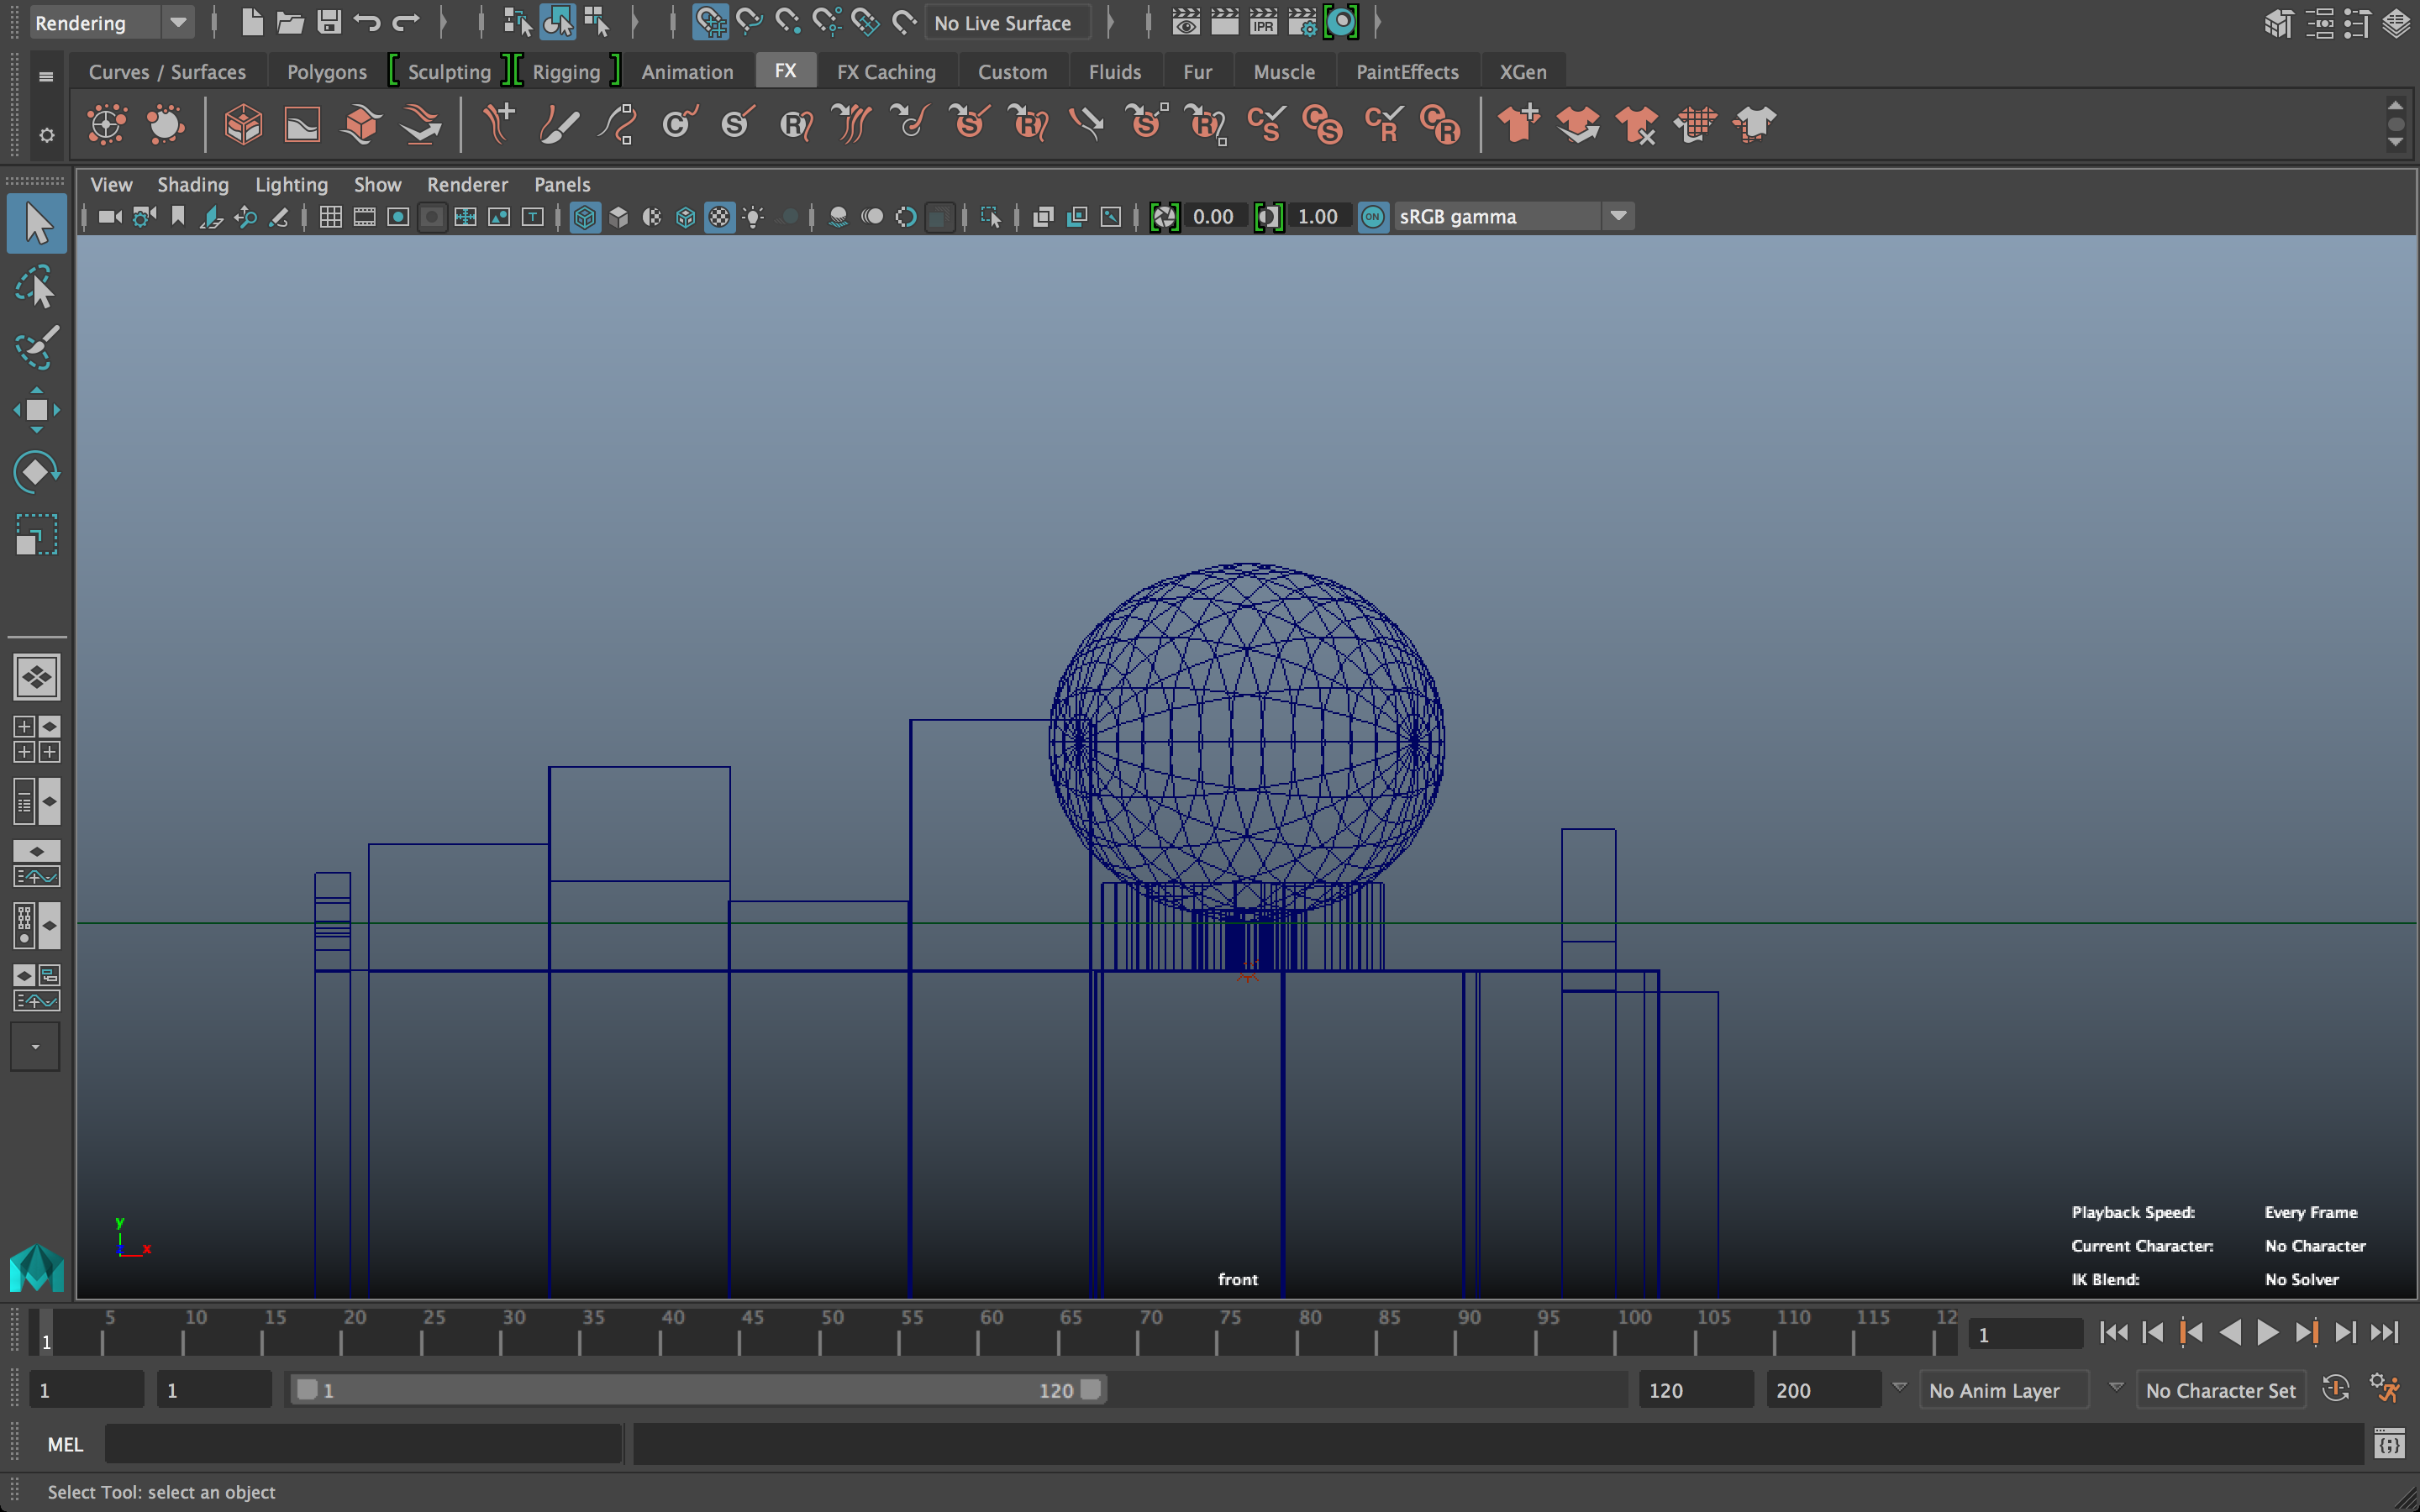 Rendering
No Live Surface
IPR
Curves / Surfaces Polygons Sculpting Rigging Animation FX FX Caching Custom Fluids Fur Muscle PaintEffects XGen
View Shading Lighting Show Renderer Panels
0.00 1.00 ON sRGB gamma
y
x
front
Playback Speed: Every Frame
Current Character: No Character
IK Blend: No Solver
5 10 15 20 25 30 35 40 45 50 55 60 65 70 75 80 85 90 95 100 105 110 115 12
1 1
1 1 1 120 120 200 No Anim Layer No Character Set
MEL
Select Tool: select an object